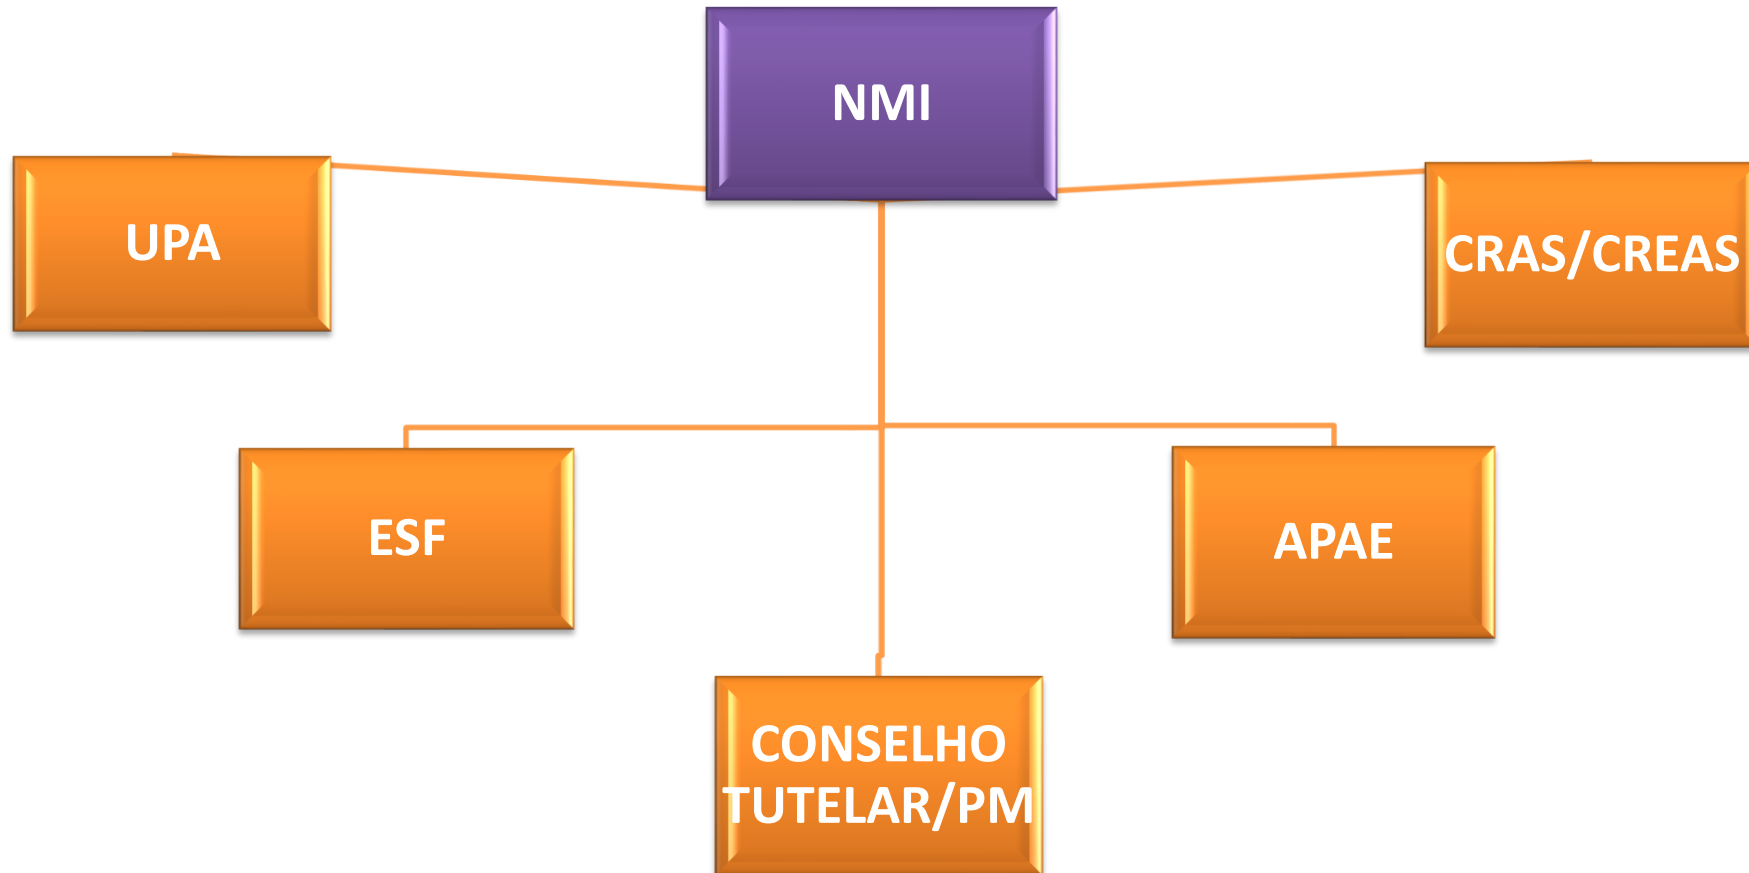 NMI
UPA
CRAS/CREAS
ESF
APAE
CONSELHO
TUTELAR/PM